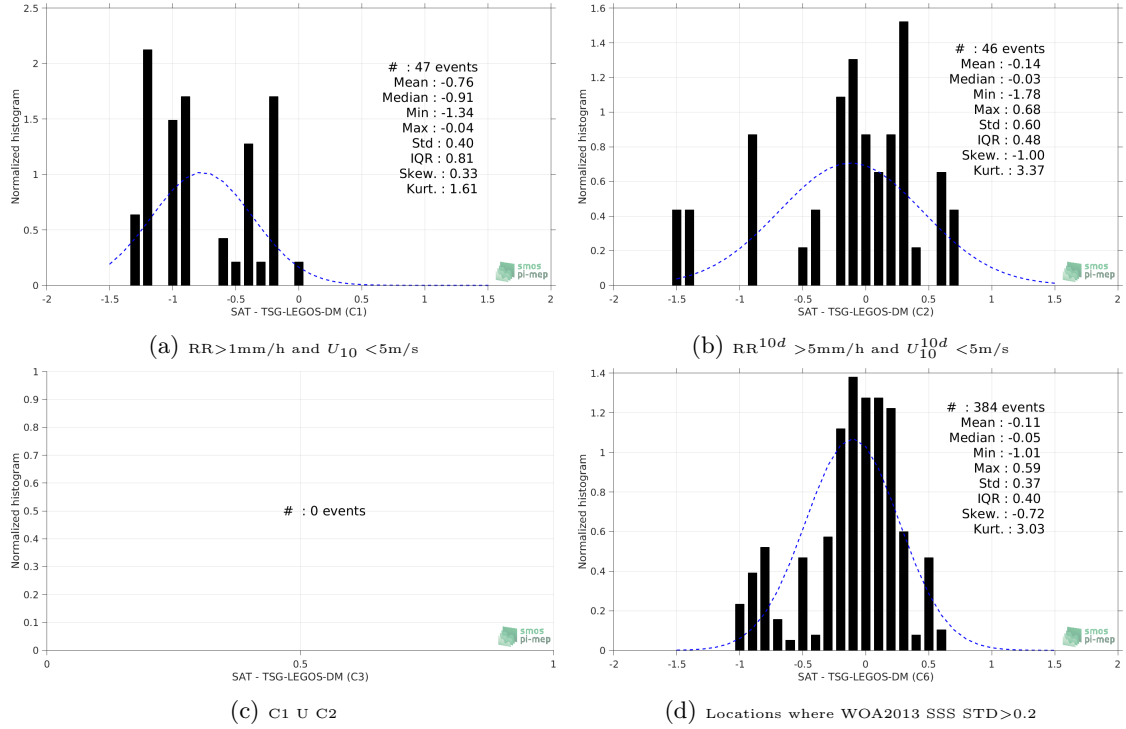 2.5
2
1.5
1
0.5
0
-2
-1.5
-1
-0.5
0
0.5
1
1.5
2
Normalized histogram
# : 47 events
Mean : -0.76
Median : -0.91
Min : -1.34
Max : -0.04
Std : 0.40
IQR : 0.81
Skew. : 0.33
Kurt. : 1.61
smos
pi-mep
SAT - TSG-LEGOS-DM (C1)
(a) RR>1mm/h and U10 <5m/s
1.6
1.4
1.2
1
0.8
0.6
0.4
0.2
0
-2
-1.5
-1
-0.5
0
0.5
1
1.5
2
Normalized histogram
# : 46 events
Mean : -0.14
Median : -0.03
Min : -1.78
Max : 0.68
Std : 0.60
IQR : 0.48
Skew. : -1.00
Kurt. : 3.37
smos
pi-mep
SAT - TSG-LEGOS-DM (C2)
(b) RR^10d >5mm/h and U10^10d <5m/s
1
0.9
0.8
0.7
0.6
0.5
0.4
0.3
0.2
0.1
0
0
0.5
1
Normalized histogram
# : 0 events
smos
pi-mep
SAT - TSG-LEGOS-DM (C3)
(c) C1 U C2
1.4
1.2
1
0.8
0.6
0.4
0.2
0
-2
-1.5
-1
-0.5
0
0.5
1
1.5
2
Normalized histogram
# : 384 events
Mean : -0.11
Median : -0.05
Min : -1.01
Max : 0.59
Std : 0.37
IQR : 0.40
Skew. : -0.72
Kurt. : 3.03
smos
pi-mep
SAT - TSG-LEGOS-DM (C6)
(d) Locations where WOA2013 SSS STD>0.2